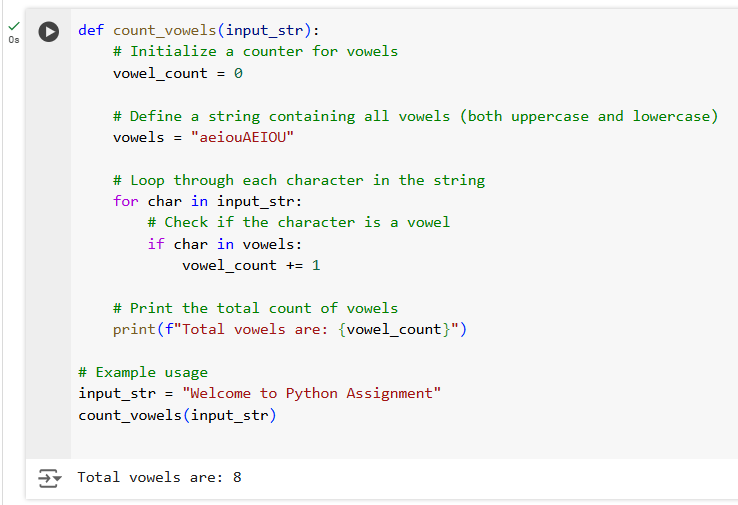 0s
def count_vowels(input_str):
    # Initialize a counter for vowels
    vowel_count = 0
    # Define a string containing all vowels (both uppercase and lowercase)
    vowels = "aeiouAEIOU"
    # Loop through each character in the string
    for char in input_str:
        # Check if the character is a vowel
        if char in vowels:
            vowel_count += 1
    # Print the total count of vowels
    print(f"Total vowels are: {vowel_count}")
# Example usage
input_str = "Welcome to Python Assignment"
count_vowels(input_str)
Total vowels are: 8